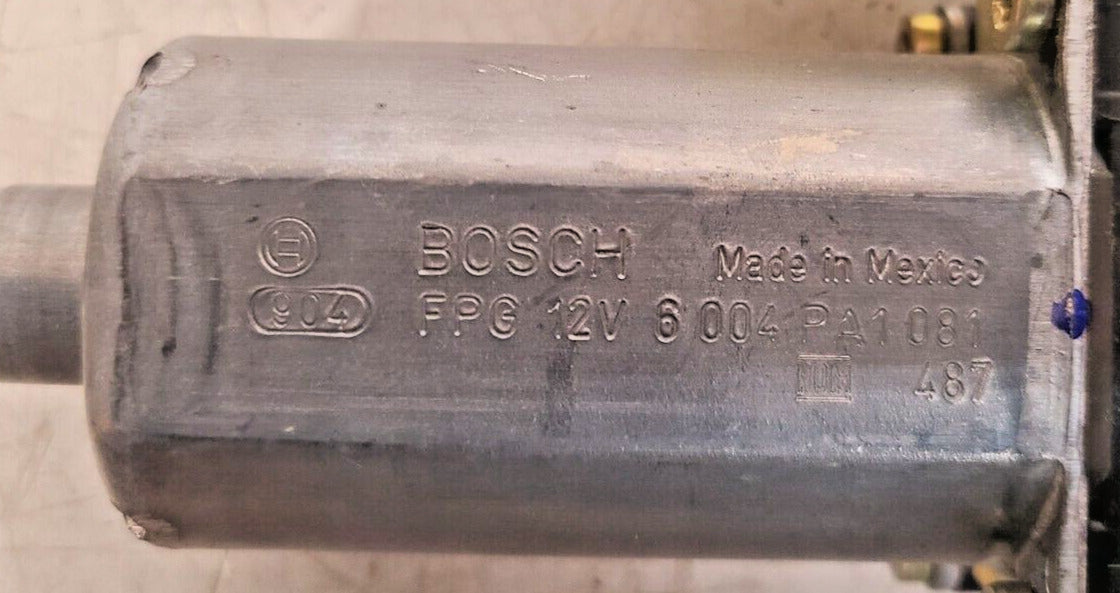 BOSCH Made in Mexico
904 FPG 12V 6 004 PA1 081
487